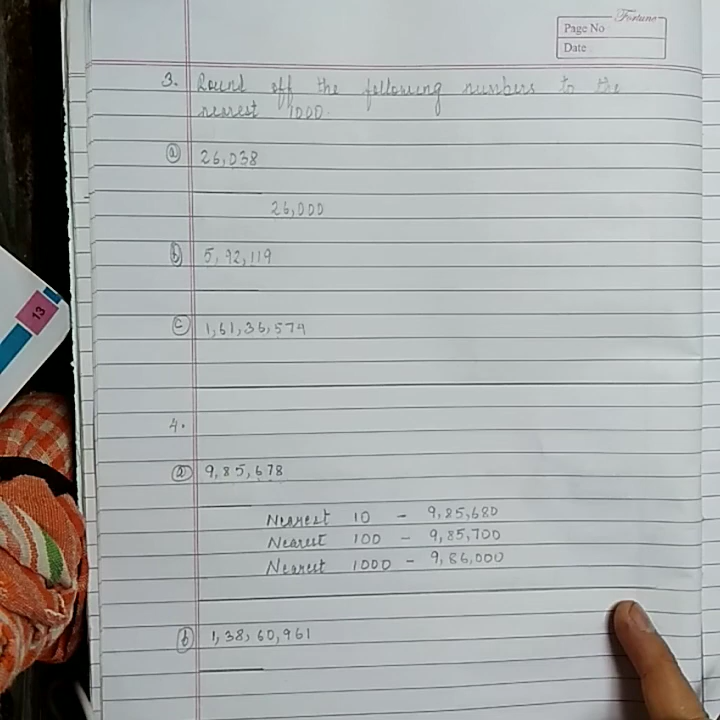 Fortune
Page No
Date
3. Round off the following numbers to the
nearest 1000.
(a) 26,038
26,000
(b) 5,92,119
(c) 1,61,36,574
13
4.
(a) 9,85,678
Nearest 10 - 9,85,680
Nearest 100 - 9,85,700
Nearest 1000 - 9,86,000
(b) 1,38,60,961